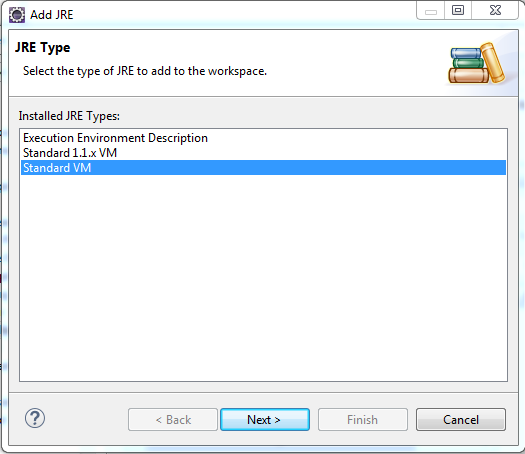 Add JRE
JRE Type
Select the type of JRE to add to the workspace.
Installed JRE Types:
Execution Environment Description
Standard 1.1.x VM
Standard VM
? < Back Next > Finish Cancel